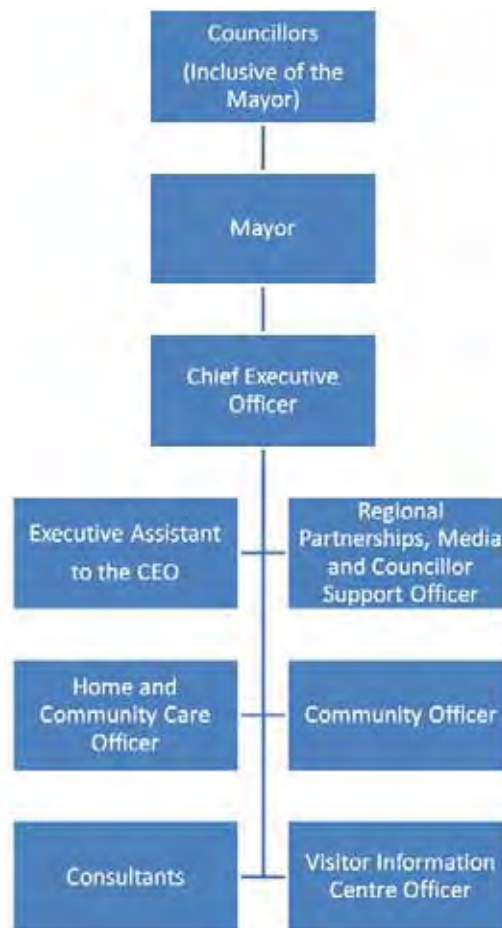 Councillors
(Inclusive of the
Mayor)
Mayor
Chief Executive
Officer
Executive Assistant
to the CEO
Regional
Partnerships, Media
and Councillor
Support Officer
Home and
Community Care
Officer
Community Officer
Consultants
Visitor Information
Centre Officer